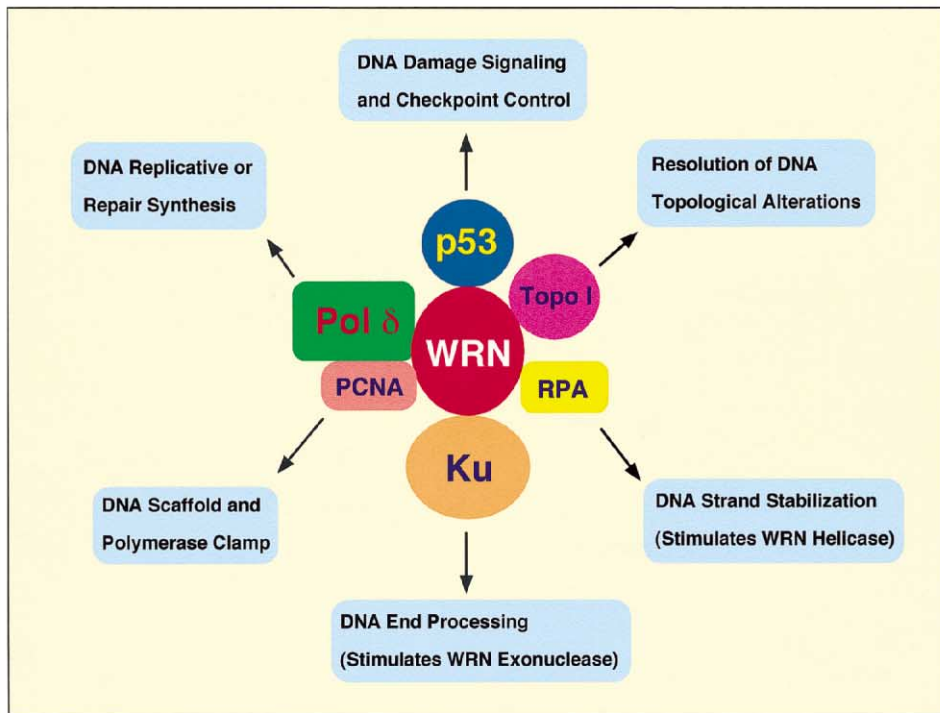 DNA Damage Signaling
and Checkpoint Control
DNA Replicative or
Repair Synthesis
Resolution of DNA
Topological Alterations
p53
Topo I
Pol δ
WRN
PCNA
RPA
Ku
DNA Scaffold and
Polymerase Clamp
DNA Strand Stabilization
(Stimulates WRN Helicase)
DNA End Processing
(Stimulates WRN Exonuclease)